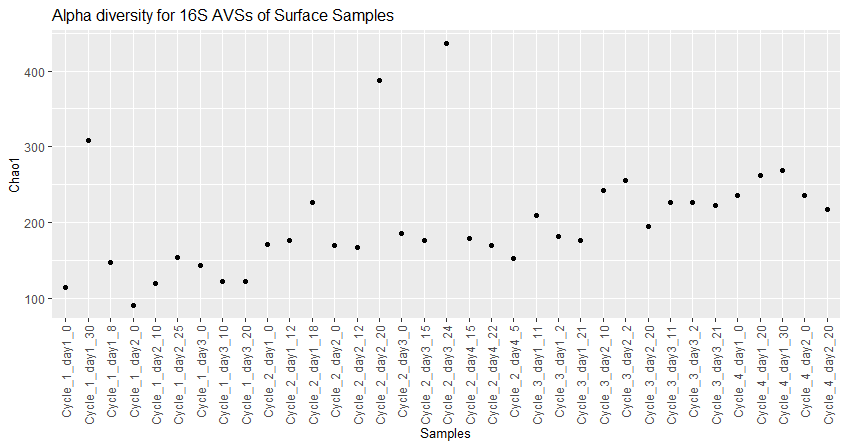 Alpha diversity for 16S AVSs of Surface Samples
Chao1
400
300
200
100
Cycle_1_day1_0
Cycle_1_day1_30
Cycle_1_day1_8
Cycle_1_day2_0
Cycle_1_day2_10
Cycle_1_day2_25
Cycle_1_day3_0
Cycle_1_day3_10
Cycle_1_day3_20
Cycle_2_day1_0
Cycle_2_day1_12
Cycle_2_day1_18
Cycle_2_day2_0
Cycle_2_day2_12
Cycle_2_day2_20
Cycle_2_day3_0
Cycle_2_day3_15
Cycle_2_day3_24
Cycle_2_day4_15
Cycle_2_day4_22
Cycle_2_day4_5
Cycle_3_day1_11
Cycle_3_day1_2
Cycle_3_day1_21
Cycle_3_day2_10
Cycle_3_day2_2
Cycle_3_day2_20
Cycle_3_day3_11
Cycle_3_day3_2
Cycle_3_day3_21
Cycle_4_day1_0
Cycle_4_day1_20
Cycle_4_day1_30
Cycle_4_day2_0
Cycle_4_day2_20
Samples